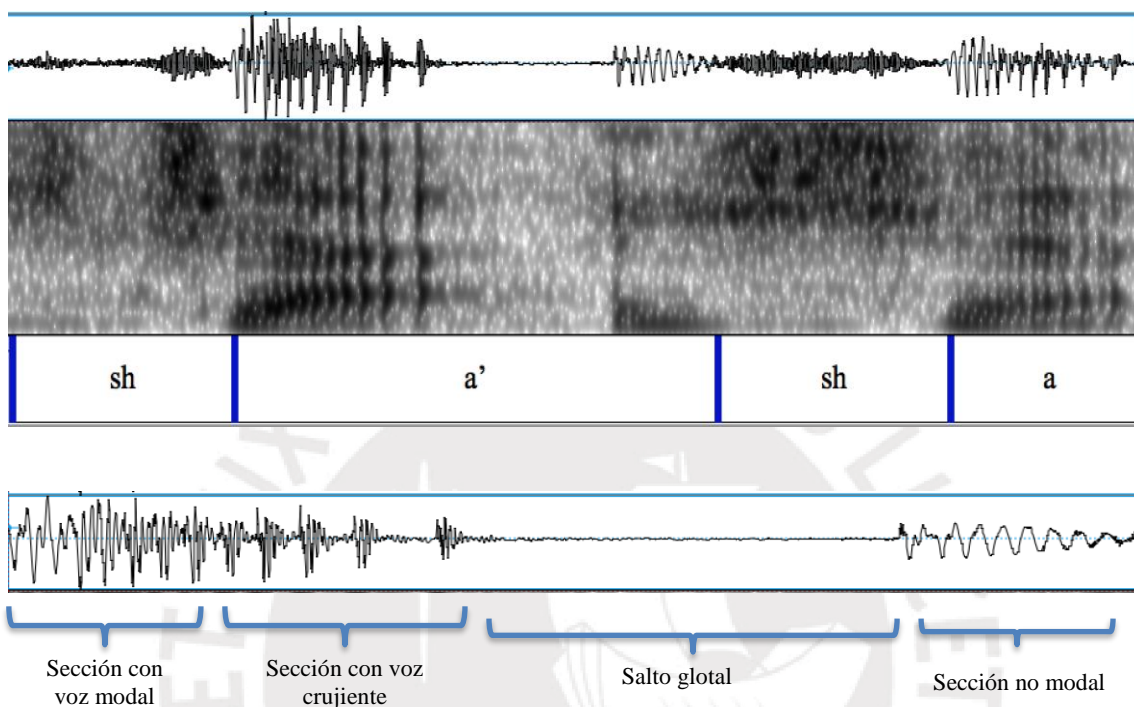 sh a’ sh a
Sección con
voz modal
Sección con voz
crujiente
Salto glotal
Sección no modal